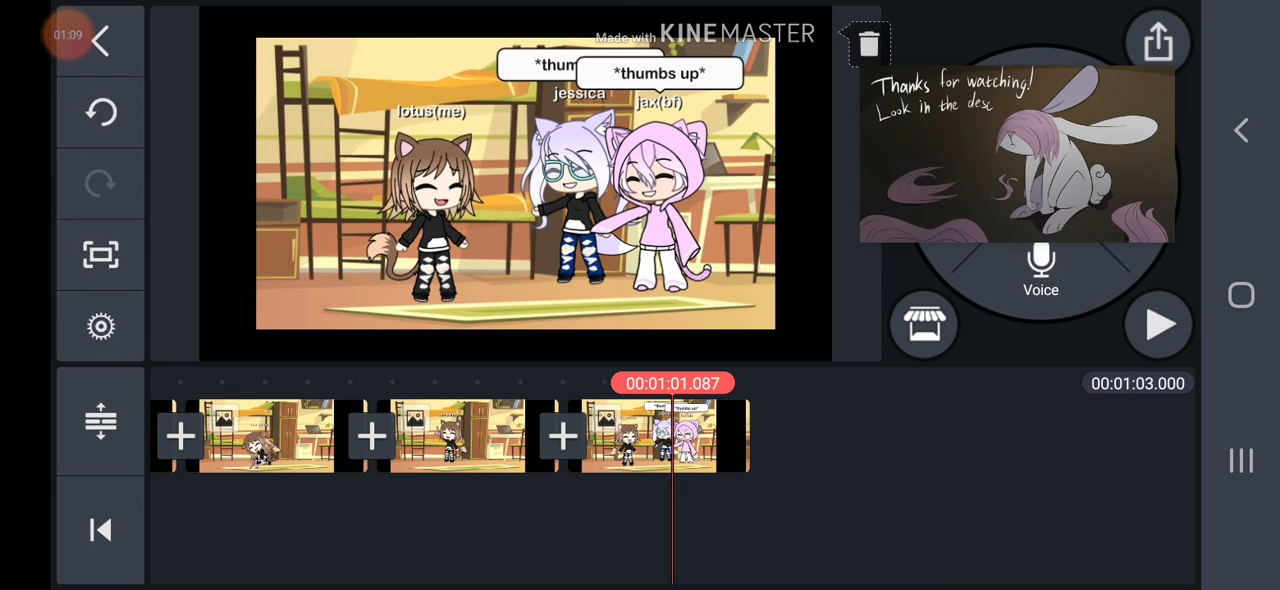 01:09
Made with KINEMASTER
*thum
*thumbs up*
jessica
jax(bf)
lotus(me)
Thanks for watching!
Look in the desc
Voice
00:01:01.087
00:01:03.000